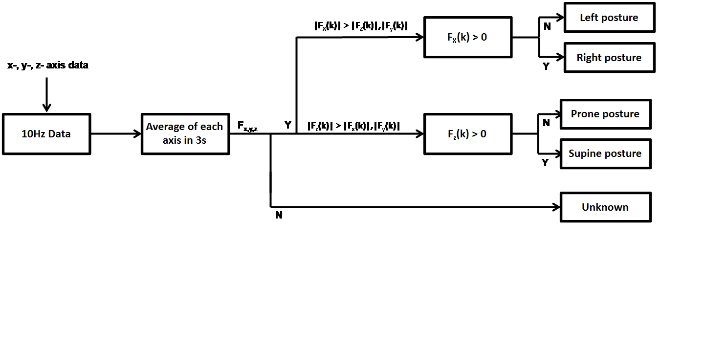 x-, y-, z- axis data
10Hz Data
Average of each
axis in 3s
Fx,y,z
Y
N
|Fx(k)| > |Fz(k)|,|Fy(k)|
Fx(k) > 0
N
Left posture
Y
Right posture
|Fz(k)| > |Fx(k)|,|Fy(k)|
Fz(k) > 0
N
Prone posture
Y
Supine posture
Unknown